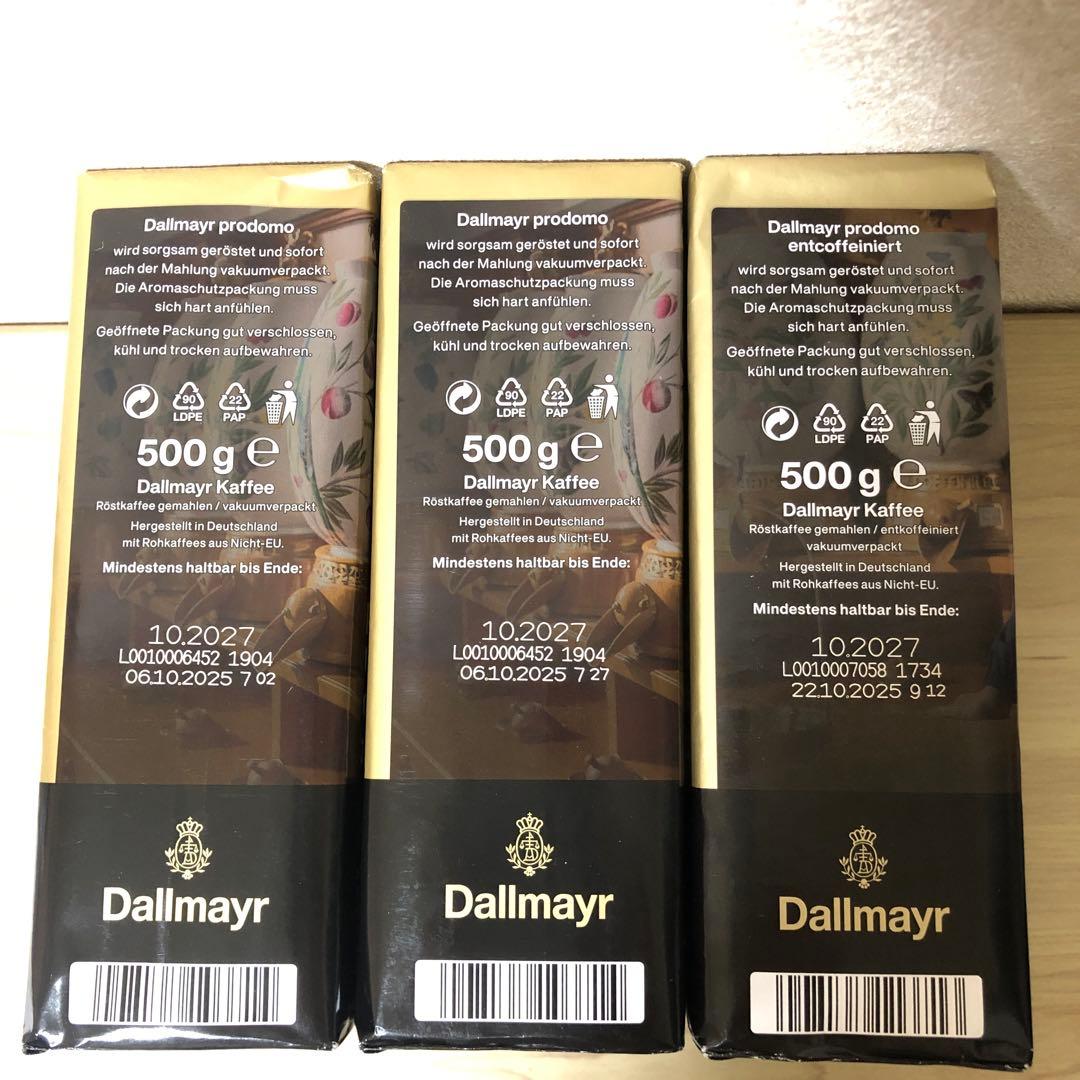 Dallmayr prodomo
wird sorgsam geröstet und sofort
nach der Mahlung vakuumverpackt.
Die Aromaschutzpackung muss
sich hart anfühlen.
Geöffnete Packung gut verschlossen,
kühl und trocken aufbewahren.
90
LDPE
22
PAP
500 g ℮
Dallmayr Kaffee
Röstkaffee gemahlen / vakuumverpackt
Hergestellt in Deutschland
mit Rohkaffees aus Nicht-EU.
Mindestens haltbar bis Ende:
10.2027
L0010006452 1904
06.10.2025 7 02
Dallmayr
Dallmayr prodomo
wird sorgsam geröstet und sofort
nach der Mahlung vakuumverpackt.
Die Aromaschutzpackung muss
sich hart anfühlen.
Geöffnete Packung gut verschlossen,
kühl und trocken aufbewahren.
90
LDPE
22
PAP
500 g ℮
Dallmayr Kaffee
Röstkaffee gemahlen / vakuumverpackt
Hergestellt in Deutschland
mit Rohkaffees aus Nicht-EU.
Mindestens haltbar bis Ende:
10.2027
L0010006452 1904
06.10.2025 7 27
Dallmayr
Dallmayr prodomo
entcoffeiniert
wird sorgsam geröstet und sofort
nach der Mahlung vakuumverpackt.
Die Aromaschutzpackung muss
sich hart anfühlen.
Geöffnete Packung gut verschlossen,
kühl und trocken aufbewahren.
90
LDPE
22
PAP
500 g ℮
Dallmayr Kaffee
Röstkaffee gemahlen / entkoffeiniert
vakuumverpackt
Hergestellt in Deutschland
mit Rohkaffees aus Nicht-EU.
Mindestens haltbar bis Ende:
10.2027
L0010007058 1734
22.10.2025 9 12
Dallmayr